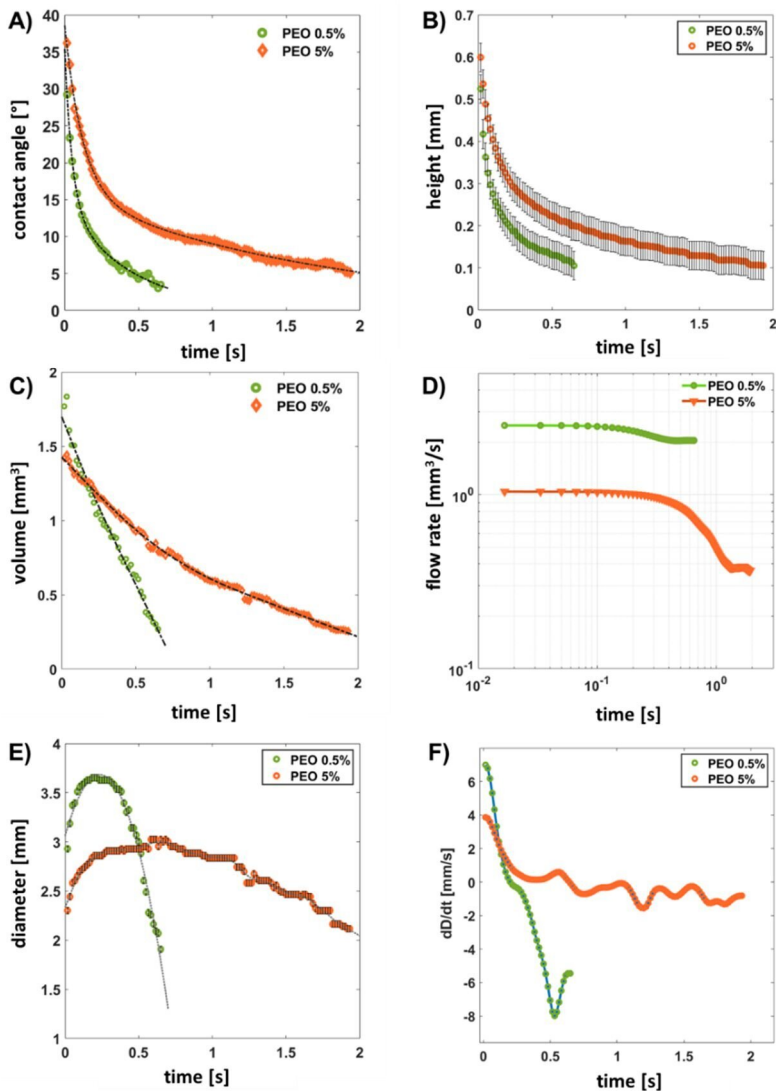 A)
PEO 0.5%
PEO 5%
40
35
30
25
20
15
10
5
0
contact angle [°]
0 0.5 1 1.5 2
time [s]
B)
PEO 0.5%
PEO 5%
0.7
0.6
0.5
0.4
0.3
0.2
0.1
0
height [mm]
0 0.5 1 1.5 2
time [s]
C)
PEO 0.5%
PEO 5%
2
1.5
1
0.5
0
volume [mm³]
0 0.5 1 1.5 2
time [s]
D)
PEO 0.5%
PEO 5%
10⁰
10⁻¹
flow rate [mm³/s]
10⁻² 10⁻¹ 10⁰
time [s]
E)
PEO 0.5%
PEO 5%
4
3.5
3
2.5
2
1.5
1
diameter [mm]
0 0.5 1 1.5 2
time [s]
F)
PEO 0.5%
PEO 5%
6
4
2
0
-2
-4
-6
-8
dD/dt [mm/s]
0 0.5 1 1.5 2
time [s]